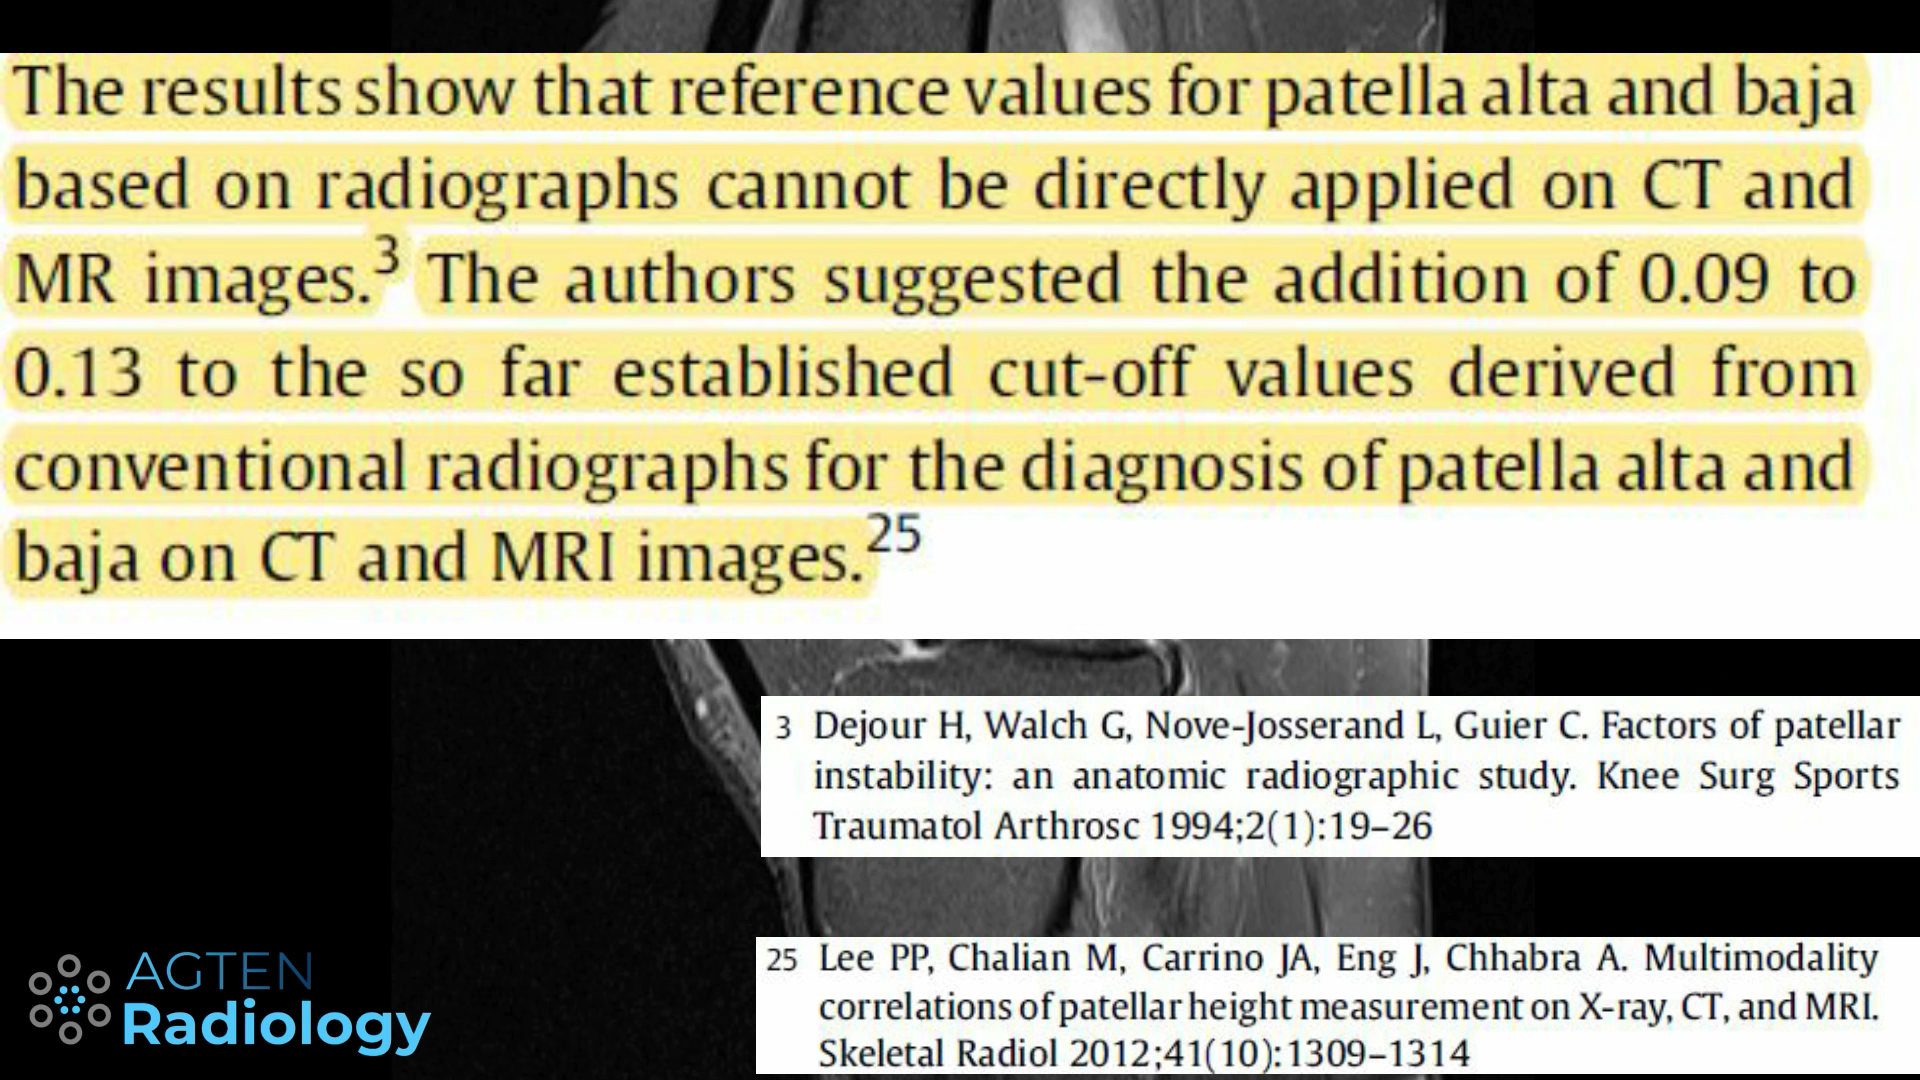 The results show that reference values for patella alta and baja
based on radiographs cannot be directly applied on CT and
MR images.3 The authors suggested the addition of 0.09 to
0.13 to the so far established cut-off values derived from
conventional radiographs for the diagnosis of patella alta and
baja on CT and MRI images.25
3 Dejour H, Walch G, Nove-Josserand L, Guier C. Factors of patellar
instability: an anatomic radiographic study. Knee Surg Sports
Traumatol Arthrosc 1994;2(1):19–26
25 Lee PP, Chalian M, Carrino JA, Eng J, Chhabra A. Multimodality
correlations of patellar height measurement on X-ray, CT, and MRI.
Skeletal Radiol 2012;41(10):1309–1314
AGTEN
Radiology